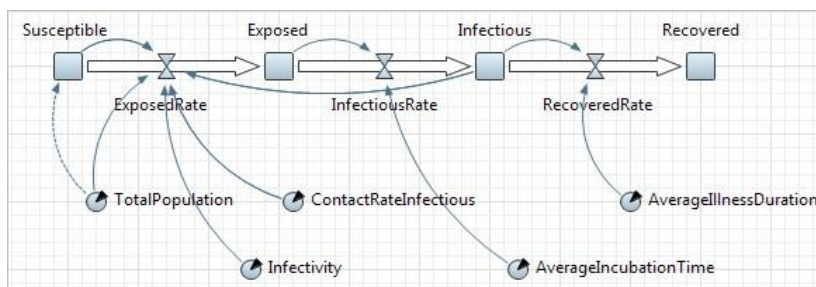 Susceptible
Exposed
Infectious
Recovered
ExposedRate
InfectiousRate
RecoveredRate
TotalPopulation
ContactRateInfectious
AverageIllnessDuration
Infectivity
AverageIncubationTime